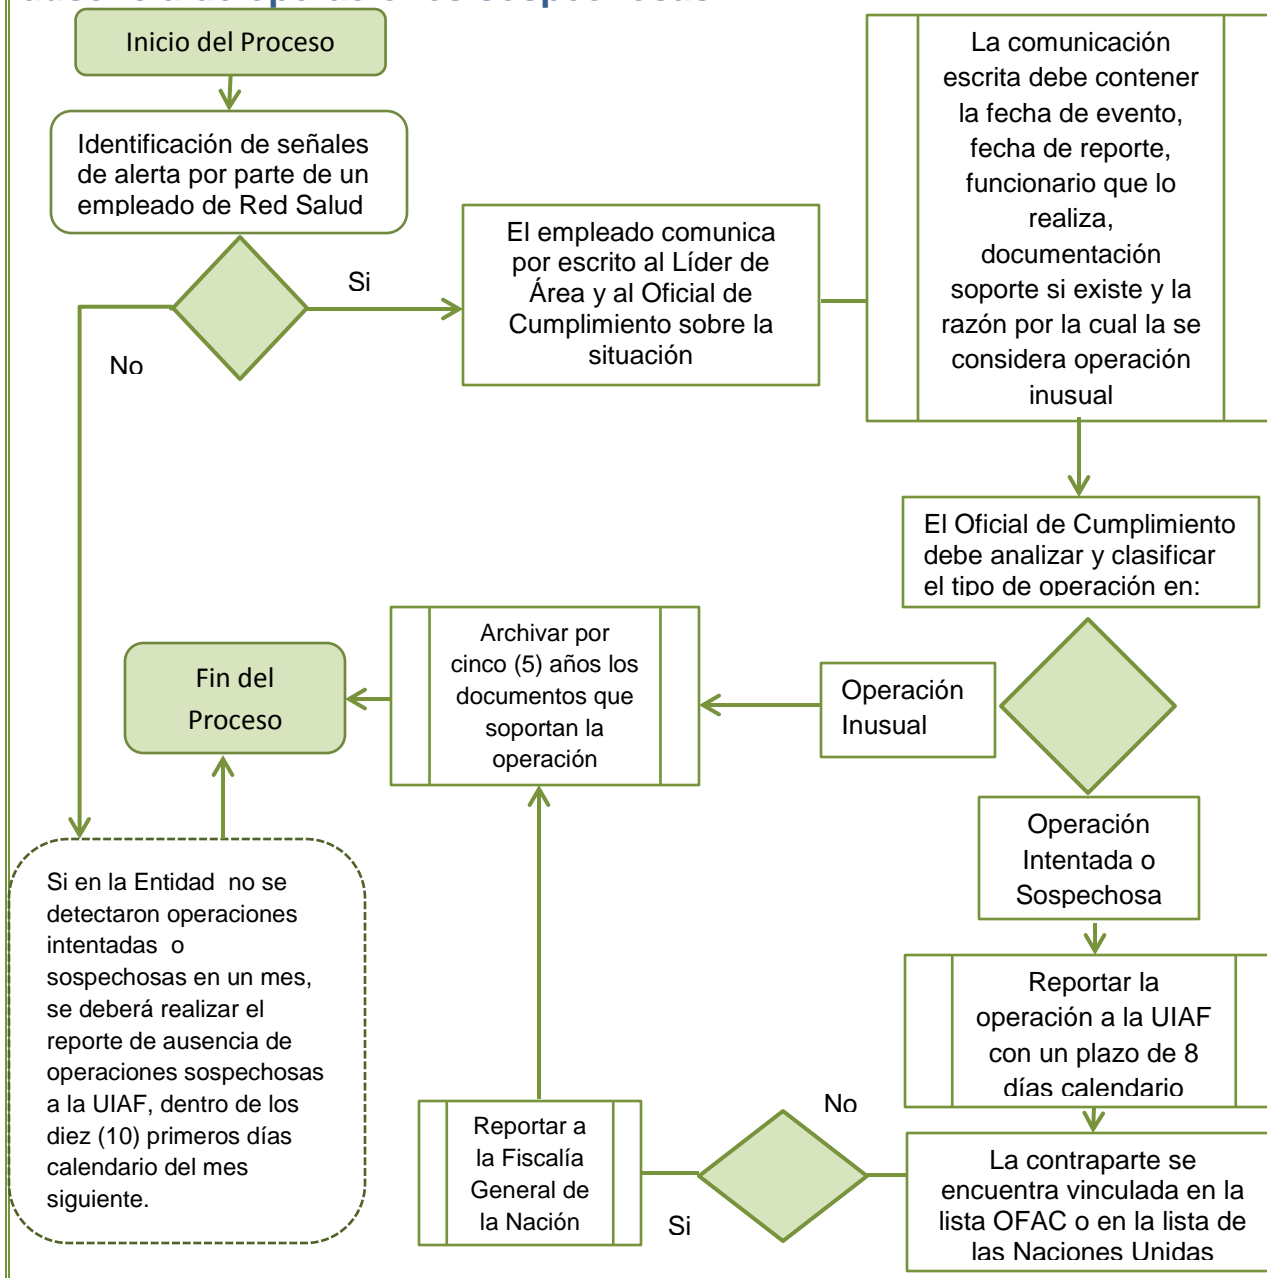 ausencia de operaciones sospechosas
Inicio del Proceso
Identificación de señales
de alerta por parte de un
empleado de Red Salud
Si
No
El empleado comunica
por escrito al Líder de
Área y al Oficial de
Cumplimiento sobre la
situación
La comunicación
escrita debe contener
la fecha de evento,
fecha de reporte,
funcionario que lo
realiza,
documentación
soporte si existe y la
razón por la cual la se
considera operación
inusual
El Oficial de Cumplimiento
debe analizar y clasificar
el tipo de operación en:
Operación
Inusual
Archivar por
cinco (5) años los
documentos que
soportan la
operación
Fin del
Proceso
Operación
Intentada o
Sospechosa
Reportar la
operación a la UIAF
con un plazo de 8
días calendario
La contraparte se
encuentra vinculada en la
lista OFAC o en la lista de
las Naciones Unidas
No
Si
Reportar a
la Fiscalía
General de
la Nación
Si en la Entidad  no se
detectaron operaciones
intentadas  o
sospechosas en un mes,
se deberá realizar el
reporte de ausencia de
operaciones sospechosas
a la UIAF, dentro de los
diez (10) primeros días
calendario del mes
siguiente.